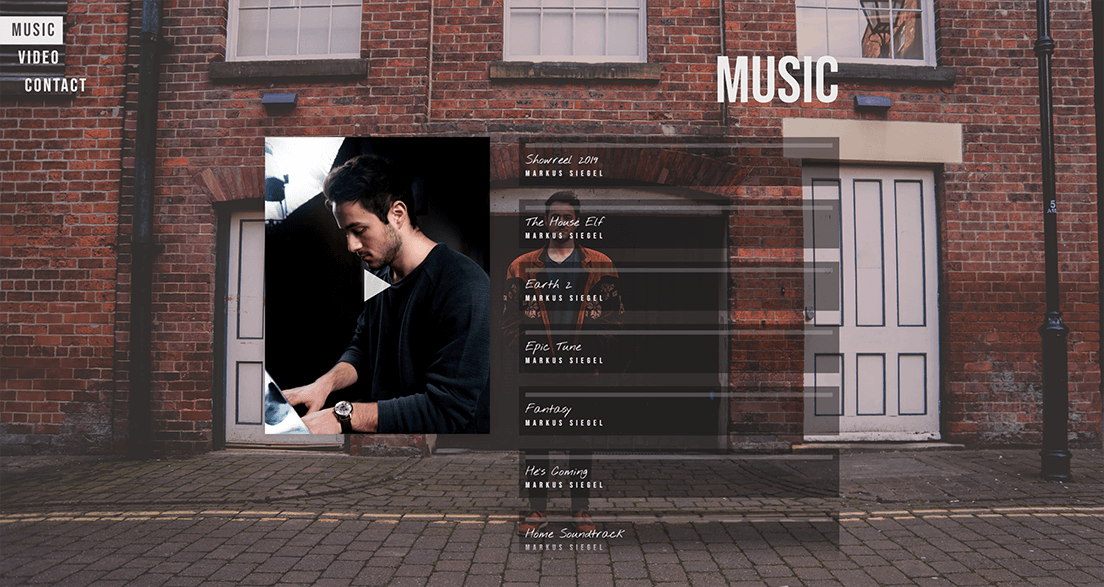 MUSIC
VIDEO
CONTACT
MUSIC
Showreel 2019
MARKUS SIEGEL
The House Elf
MARKUS SIEGEL
Earth 2
MARKUS SIEGEL
Epic Tune
MARKUS SIEGEL
Fantasy
MARKUS SIEGEL
He's Coming
MARKUS SIEGEL
Home Soundtrack
MARKUS SIEGEL
5